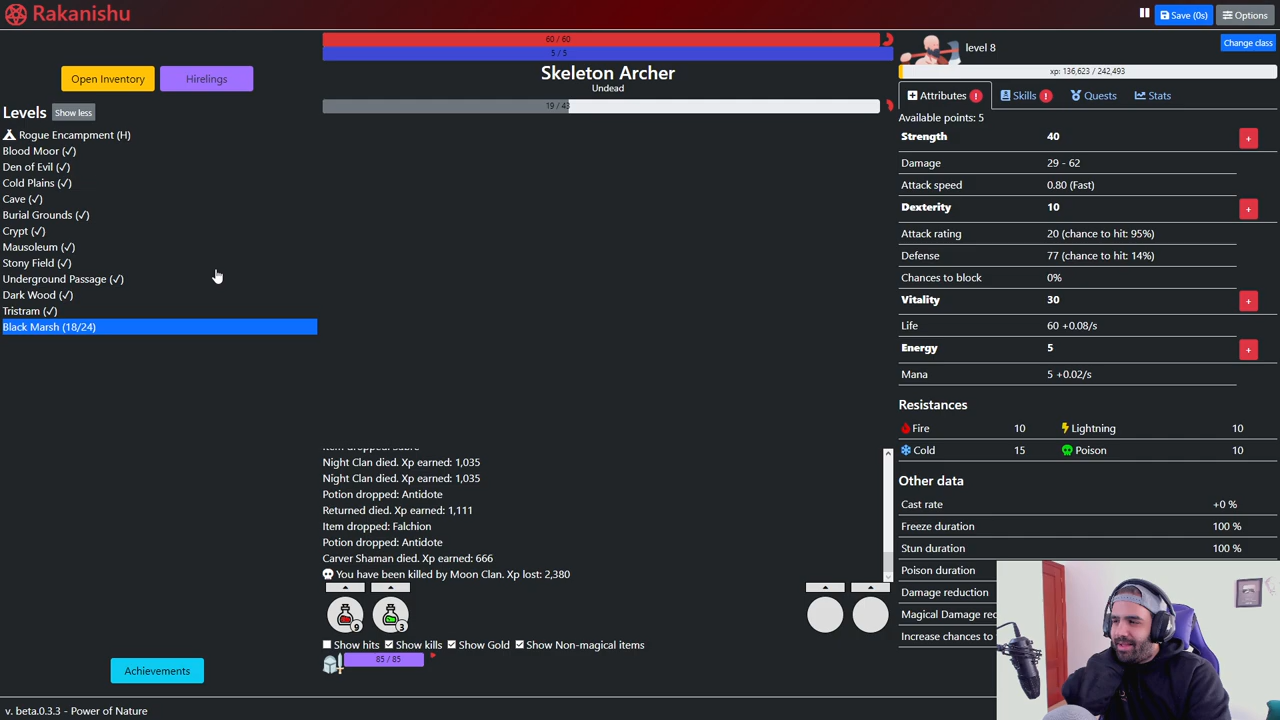 Rakanishu
Save (0s)
Options
Open Inventory
Hirelings
Levels
Show less
Rogue Encampment (H)
Blood Moor (✓)
Den of Evil (✓)
Cold Plains (✓)
Cave (✓)
Burial Grounds (✓)
Crypt (✓)
Mausoleum (✓)
Stony Field (✓)
Underground Passage (✓)
Dark Wood (✓)
Tristram (✓)
Black Marsh (18/24)
Achievements
v. beta.0.3.3 - Power of Nature
60 / 60
5 / 5
Skeleton Archer
Undead
19 / 43
Night Clan died. Xp earned: 1,035
Night Clan died. Xp earned: 1,035
Potion dropped: Antidote
Returned died. Xp earned: 1,111
Item dropped: Falchion
Potion dropped: Antidote
Carver Shaman died. Xp earned: 666
You have been killed by Moon Clan. Xp lost: 2,380
9
3
Show hits Show kills Show Gold Show Non-magical items
85 / 85
level 8
Change class
xp: 136,623 / 242,493
Attributes ! Skills ! Quests Stats
Available points: 5
Strength 40 +
Damage 29 - 62
Attack speed 0.80 (Fast)
Dexterity 10 +
Attack rating 20 (chance to hit: 95%)
Defense 77 (chance to hit: 14%)
Chances to block 0%
Vitality 30 +
Life 60 +0.08/s
Energy 5 +
Mana 5 +0.02/s
Resistances
Fire 10 Lightning 10
Cold 15 Poison 10
Other data
Cast rate +0 %
Freeze duration 100 %
Stun duration 100 %
Poison duration
Damage reduction
Magical Damage
Increase chances to